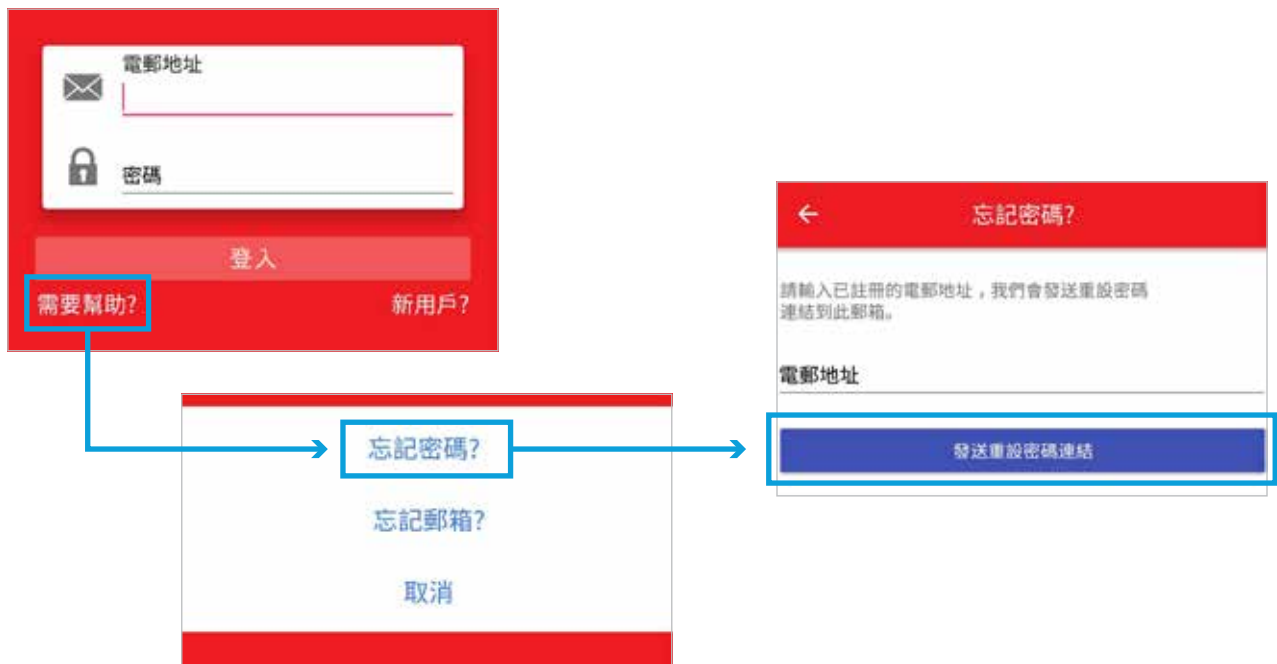 電郵地址
密碼
登入
需要幫助?
新用戶?
忘記密碼?
忘記郵箱?
取消
忘記密碼?
請輸入已註冊的電郵地址，我們會發送重設密碼
連結到此郵箱。
電郵地址
發送重設密碼連結